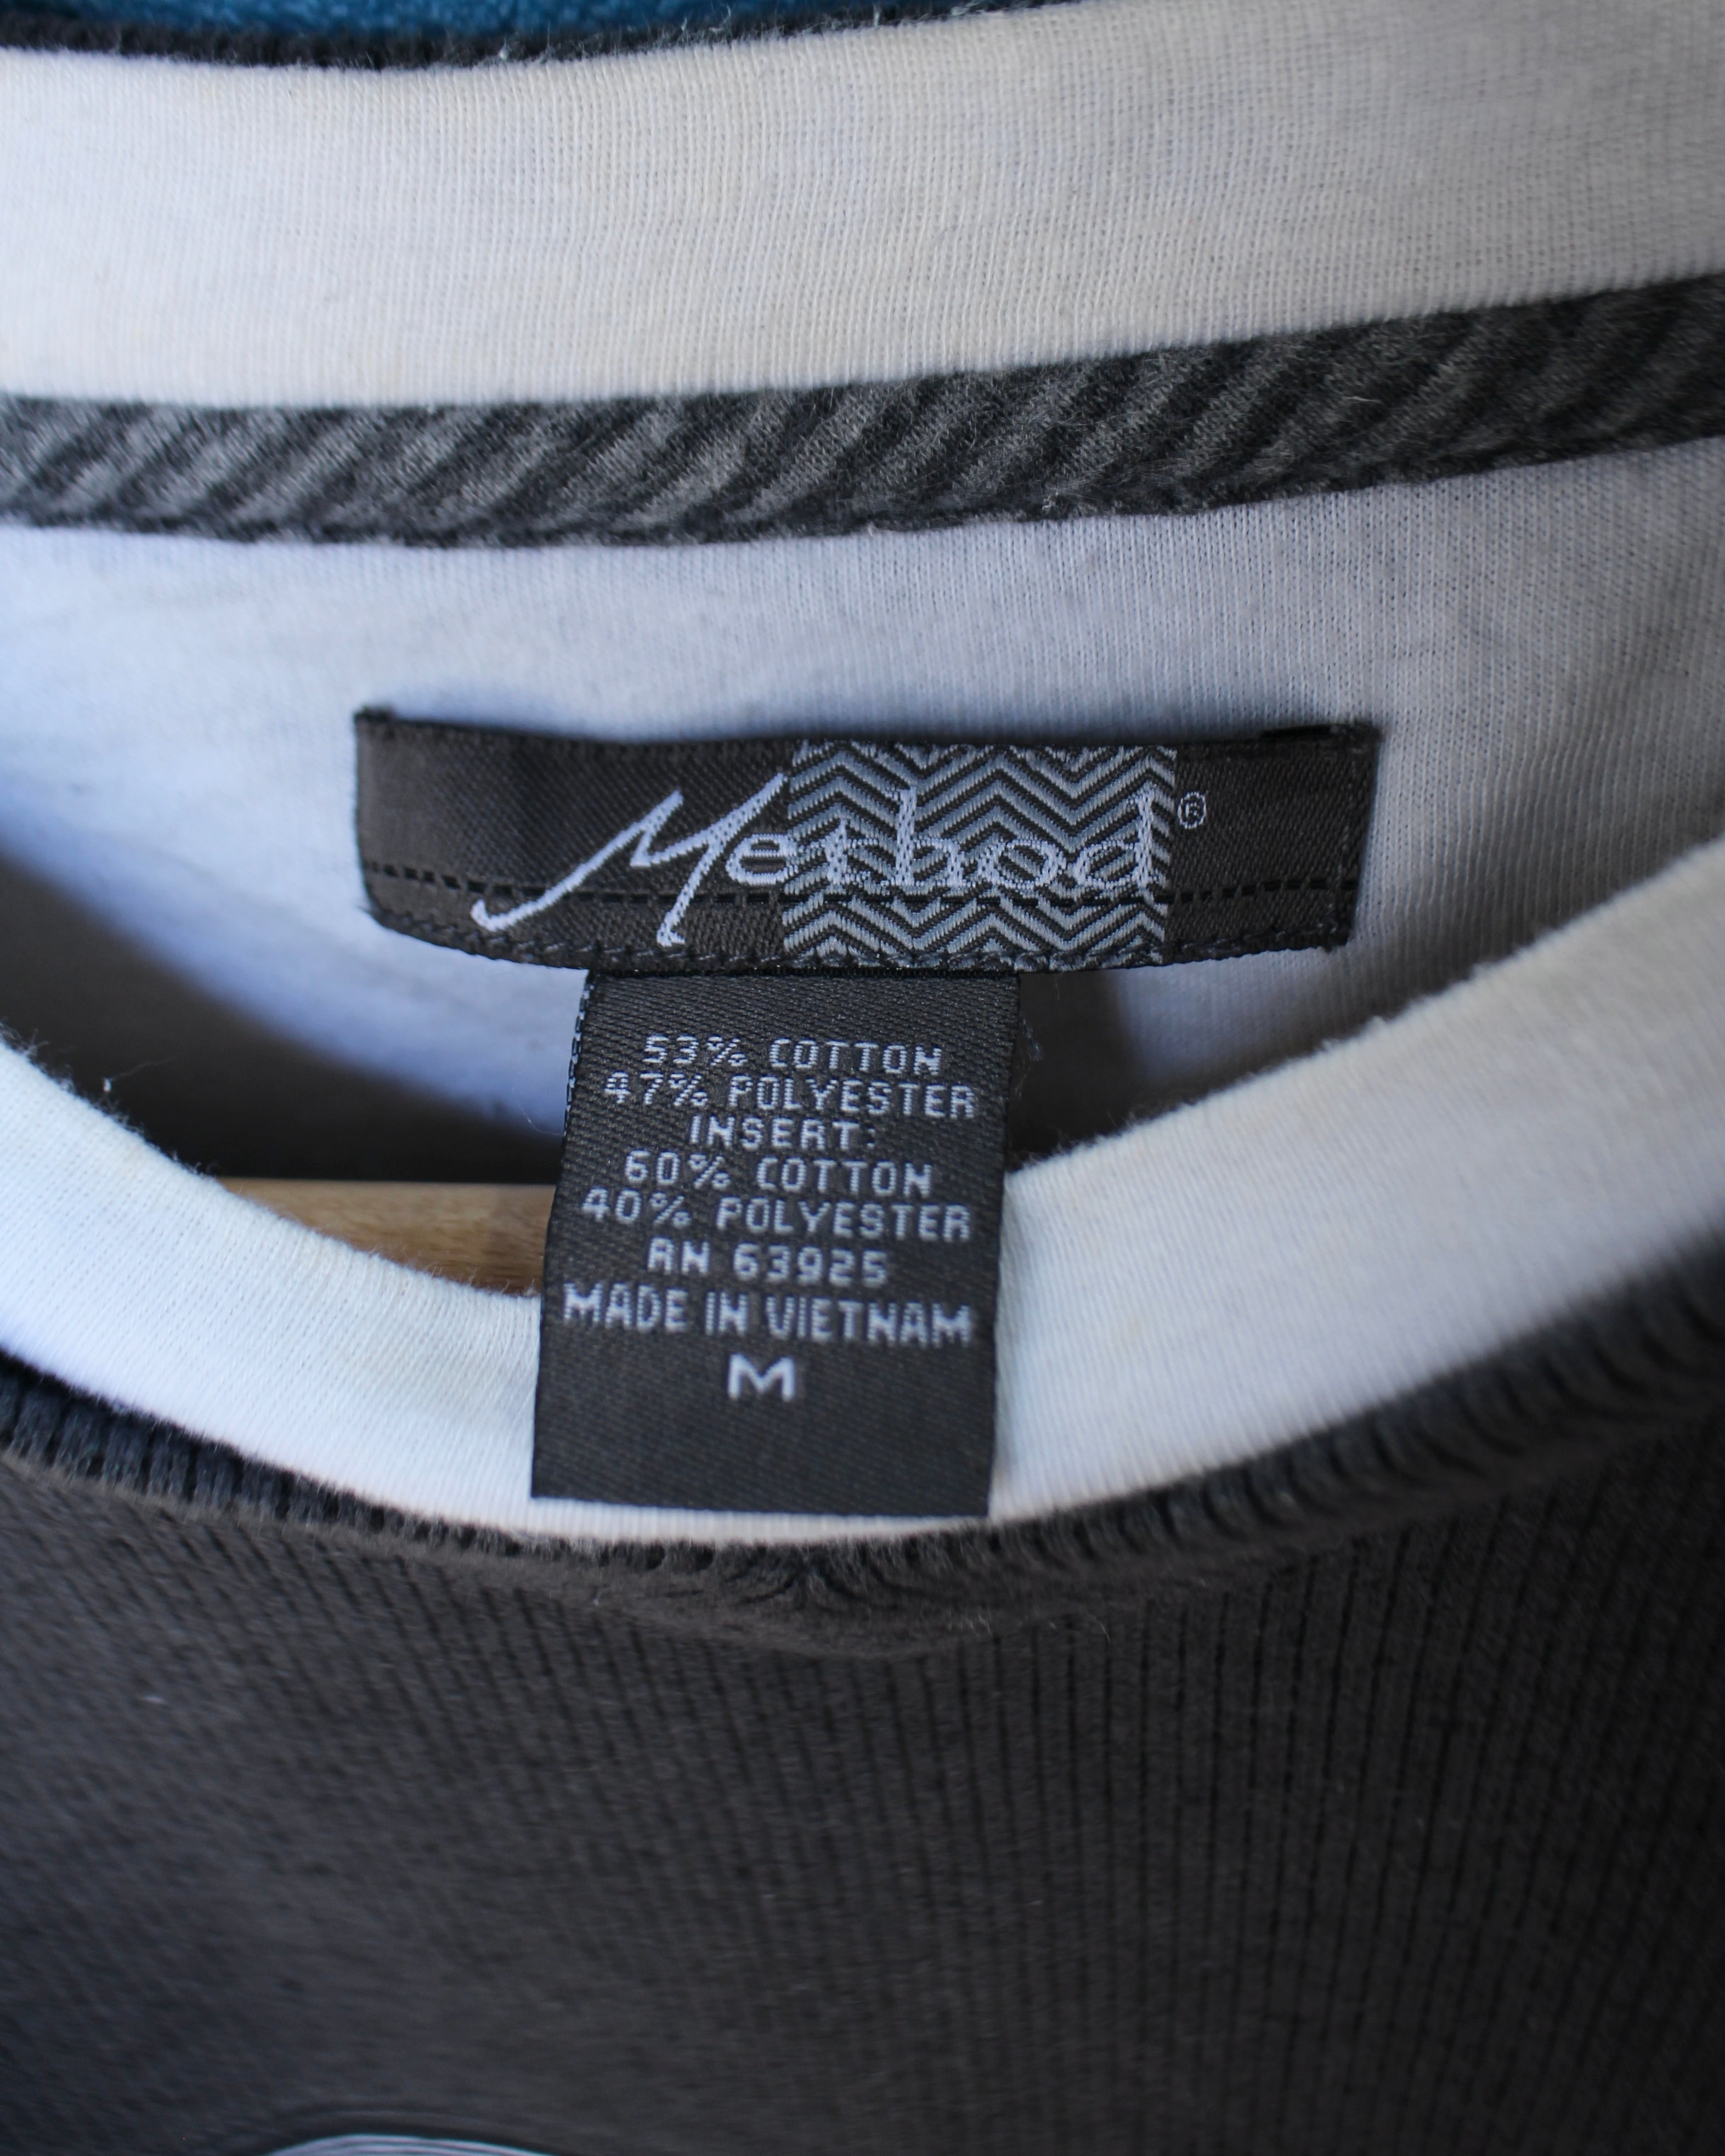 Method®
53% COTTON
47% POLYESTER
INSERT:
60% COTTON
40% POLYESTER
RN 63925
MADE IN VIETNAM
M